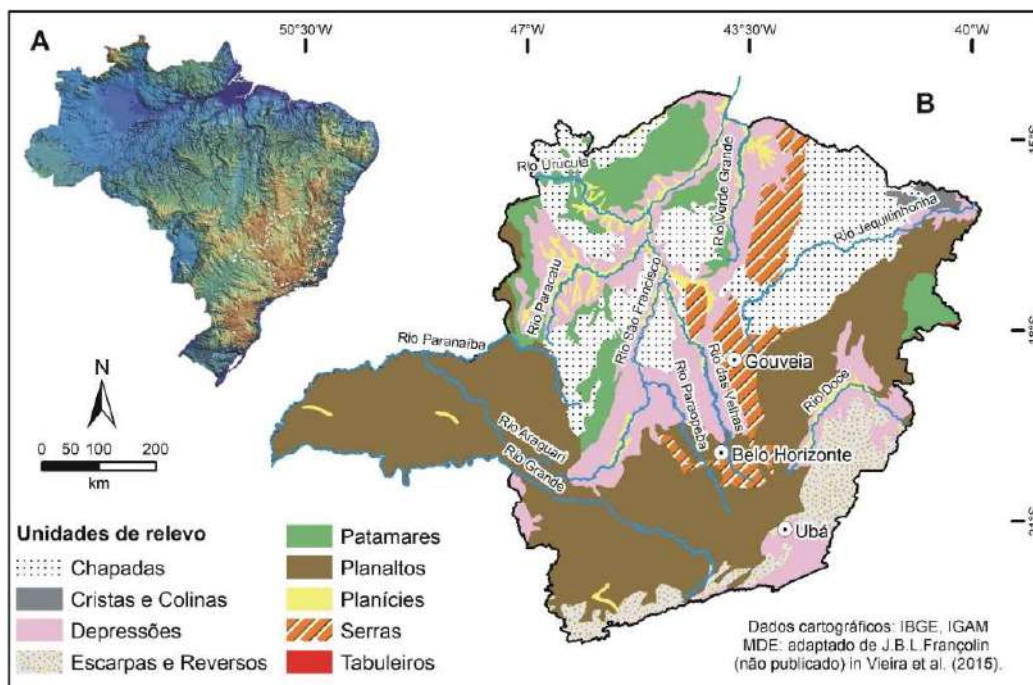 A
50°30'W
47°W
43°30'W
40°W
B
15°S
18°S
21°S
Rio Urucuia
Rio Verde Grande
Rio Jequitinhonha
Rio Paracatu
Rio São Francisco
Rio Paranaíba
Gouveia
Rio das Velhas
Rio Paraopeba
Rio Doce
Rio Araguari
Rio Grande
Belo Horizonte
Ubá
N
0 50 100 200
km
Unidades de relevo
Chapadas
Cristas e Colinas
Depressões
Escarpas e Reversos
Patamares
Planaltos
Planícies
Serras
Tabuleiros
Dados cartográficos: IBGE, IGAM
MDE: adaptado de J.B.L.Françolin
(não publicado) in Vieira et al. (2015).